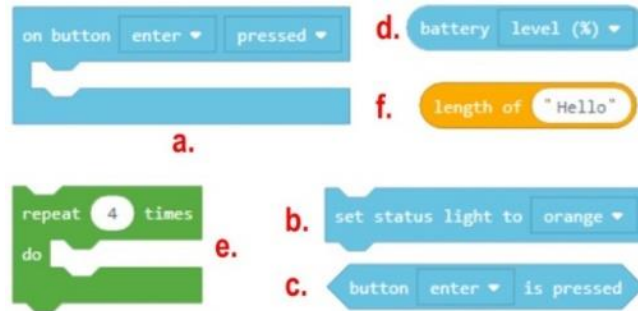 on button enter pressed
a.
d. battery level (%)
f. length of "Hello"
repeat 4 times
do
e.
b. set status light to orange
c. button enter is pressed